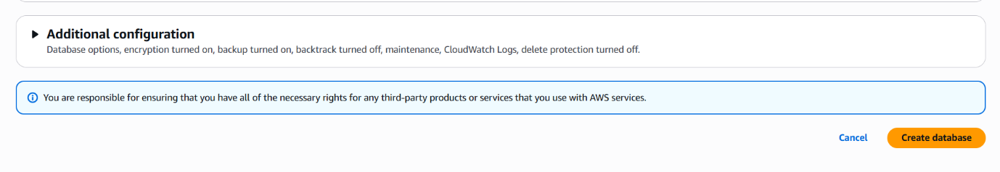 Additional configuration
Database options, encryption turned on, backup turned on, backtrack turned off, maintenance, CloudWatch Logs, delete protection turned off.
You are responsible for ensuring that you have all of the necessary rights for any third-party products or services that you use with AWS services.
Cancel
Create database